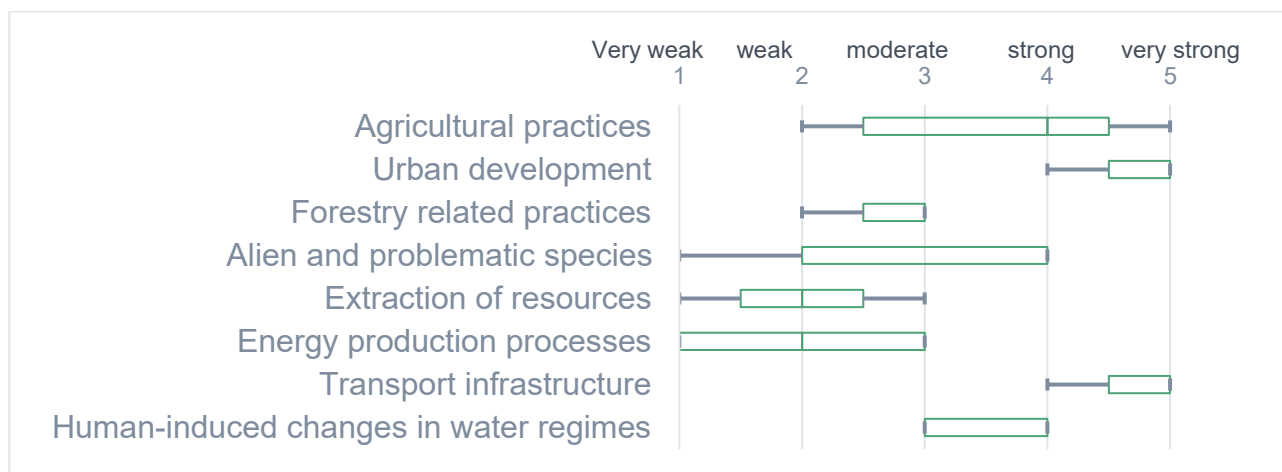 Very weak weak moderate strong very strong
1 2 3 4 5
Agricultural practices
Urban development
Forestry related practices
Alien and problematic species
Extraction of resources
Energy production processes
Transport infrastructure
Human-induced changes in water regimes